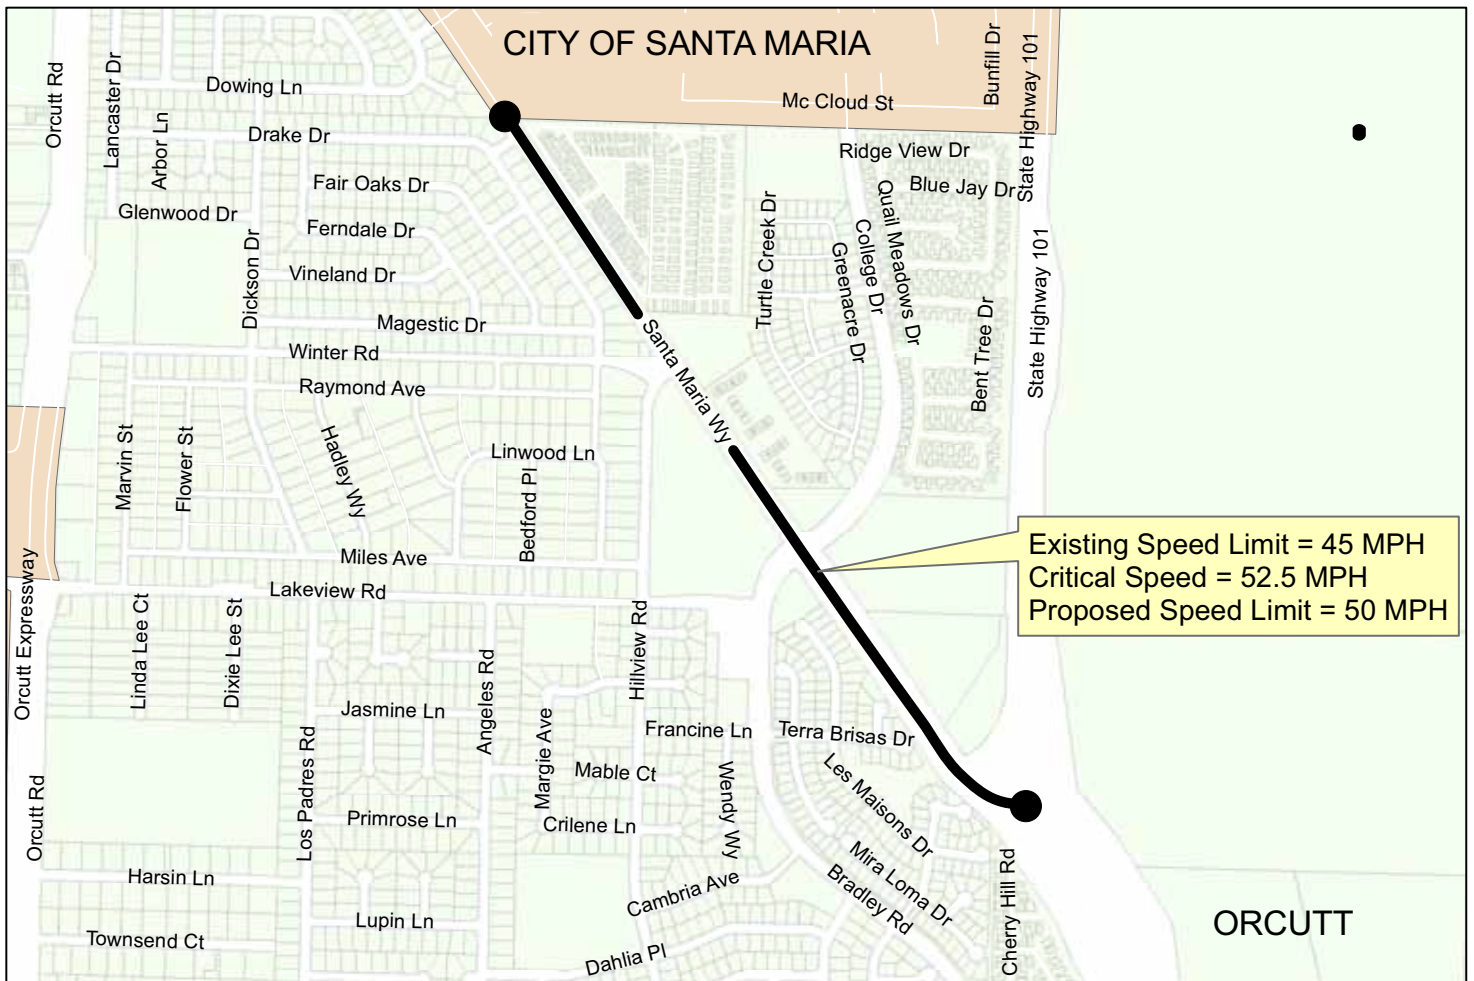 CITY OF SANTA MARIA
Orcutt Rd
Lancaster Dr
Dowing Ln
Bunfill Dr
State Highway 101
Mc Cloud St
Arbor Ln
Drake Dr
Ridge View Dr
Fair Oaks Dr
Blue Jay Dr
Glenwood Dr
Ferndale Dr
Turtle Creek Dr
Quail Meadows Dr
College Dr
Greenacre Dr
State Highway 101
Dickson Dr
Vineland Dr
Magestic Dr
Santa Maria Wy
Bent Tree Dr
Winter Rd
Raymond Ave
Marvin St
Flower St
Hadley Wy
Linwood Ln
Bedford Pl
Miles Ave
Existing Speed Limit = 45 MPH
Critical Speed = 52.5 MPH
Proposed Speed Limit = 50 MPH
Orcutt Expressway
Lakeview Rd
Linda Lee Ct
Dixie Lee St
Hillview Rd
Angeles Rd
Jasmine Ln
Margie Ave
Francine Ln
Terra Brisas Dr
Los Padres Rd
Mable Ct
Wendy Wy
Les Maisons Dr
Orcutt Rd
Primrose Ln
Crilene Ln
Mira Loma Dr
Bradley Rd
Cherry Hill Rd
Harsin Ln
Cambria Ave
Lupin Ln
ORCUTT
Townsend Ct
Dahlia Pl